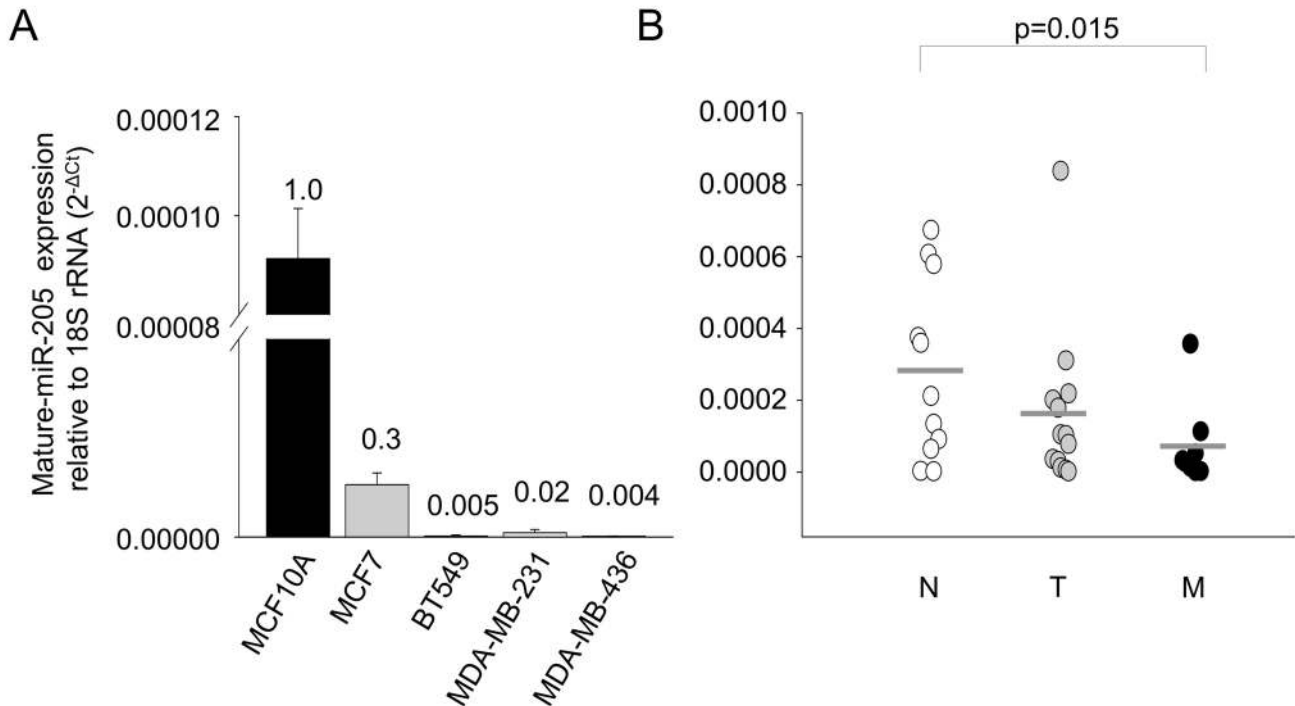 A
Mature-miR-205 expression
relative to 18S rRNA (2-ΔCt)
0.00012
0.00010
0.00008
0.00000
1.0
0.3
0.005
0.02
0.004
MCF10A
MCF7
BT549
MDA-MB-231
MDA-MB-436
B
p=0.015
0.0010
0.0008
0.0006
0.0004
0.0002
0.0000
N
T
M